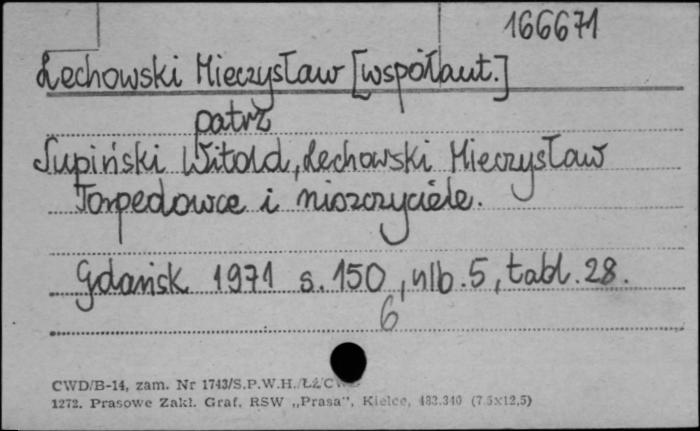 166671
Lechowski Mieczysław [współaut.]
patrz
Supiński Witold, Lechowski Mieczysław
Torpedowce i niszczyciele.
Gdańsk 1971 s. 150, nlb. 5, tabl. 28.
6
CWD/B-14, zam. Nr 1743/S.P.W.H./ŁŹ/
1272. Prasowe Zakł. Graf. RSW „Prasa”, Kielce, 483.340 (7.5x12,5)